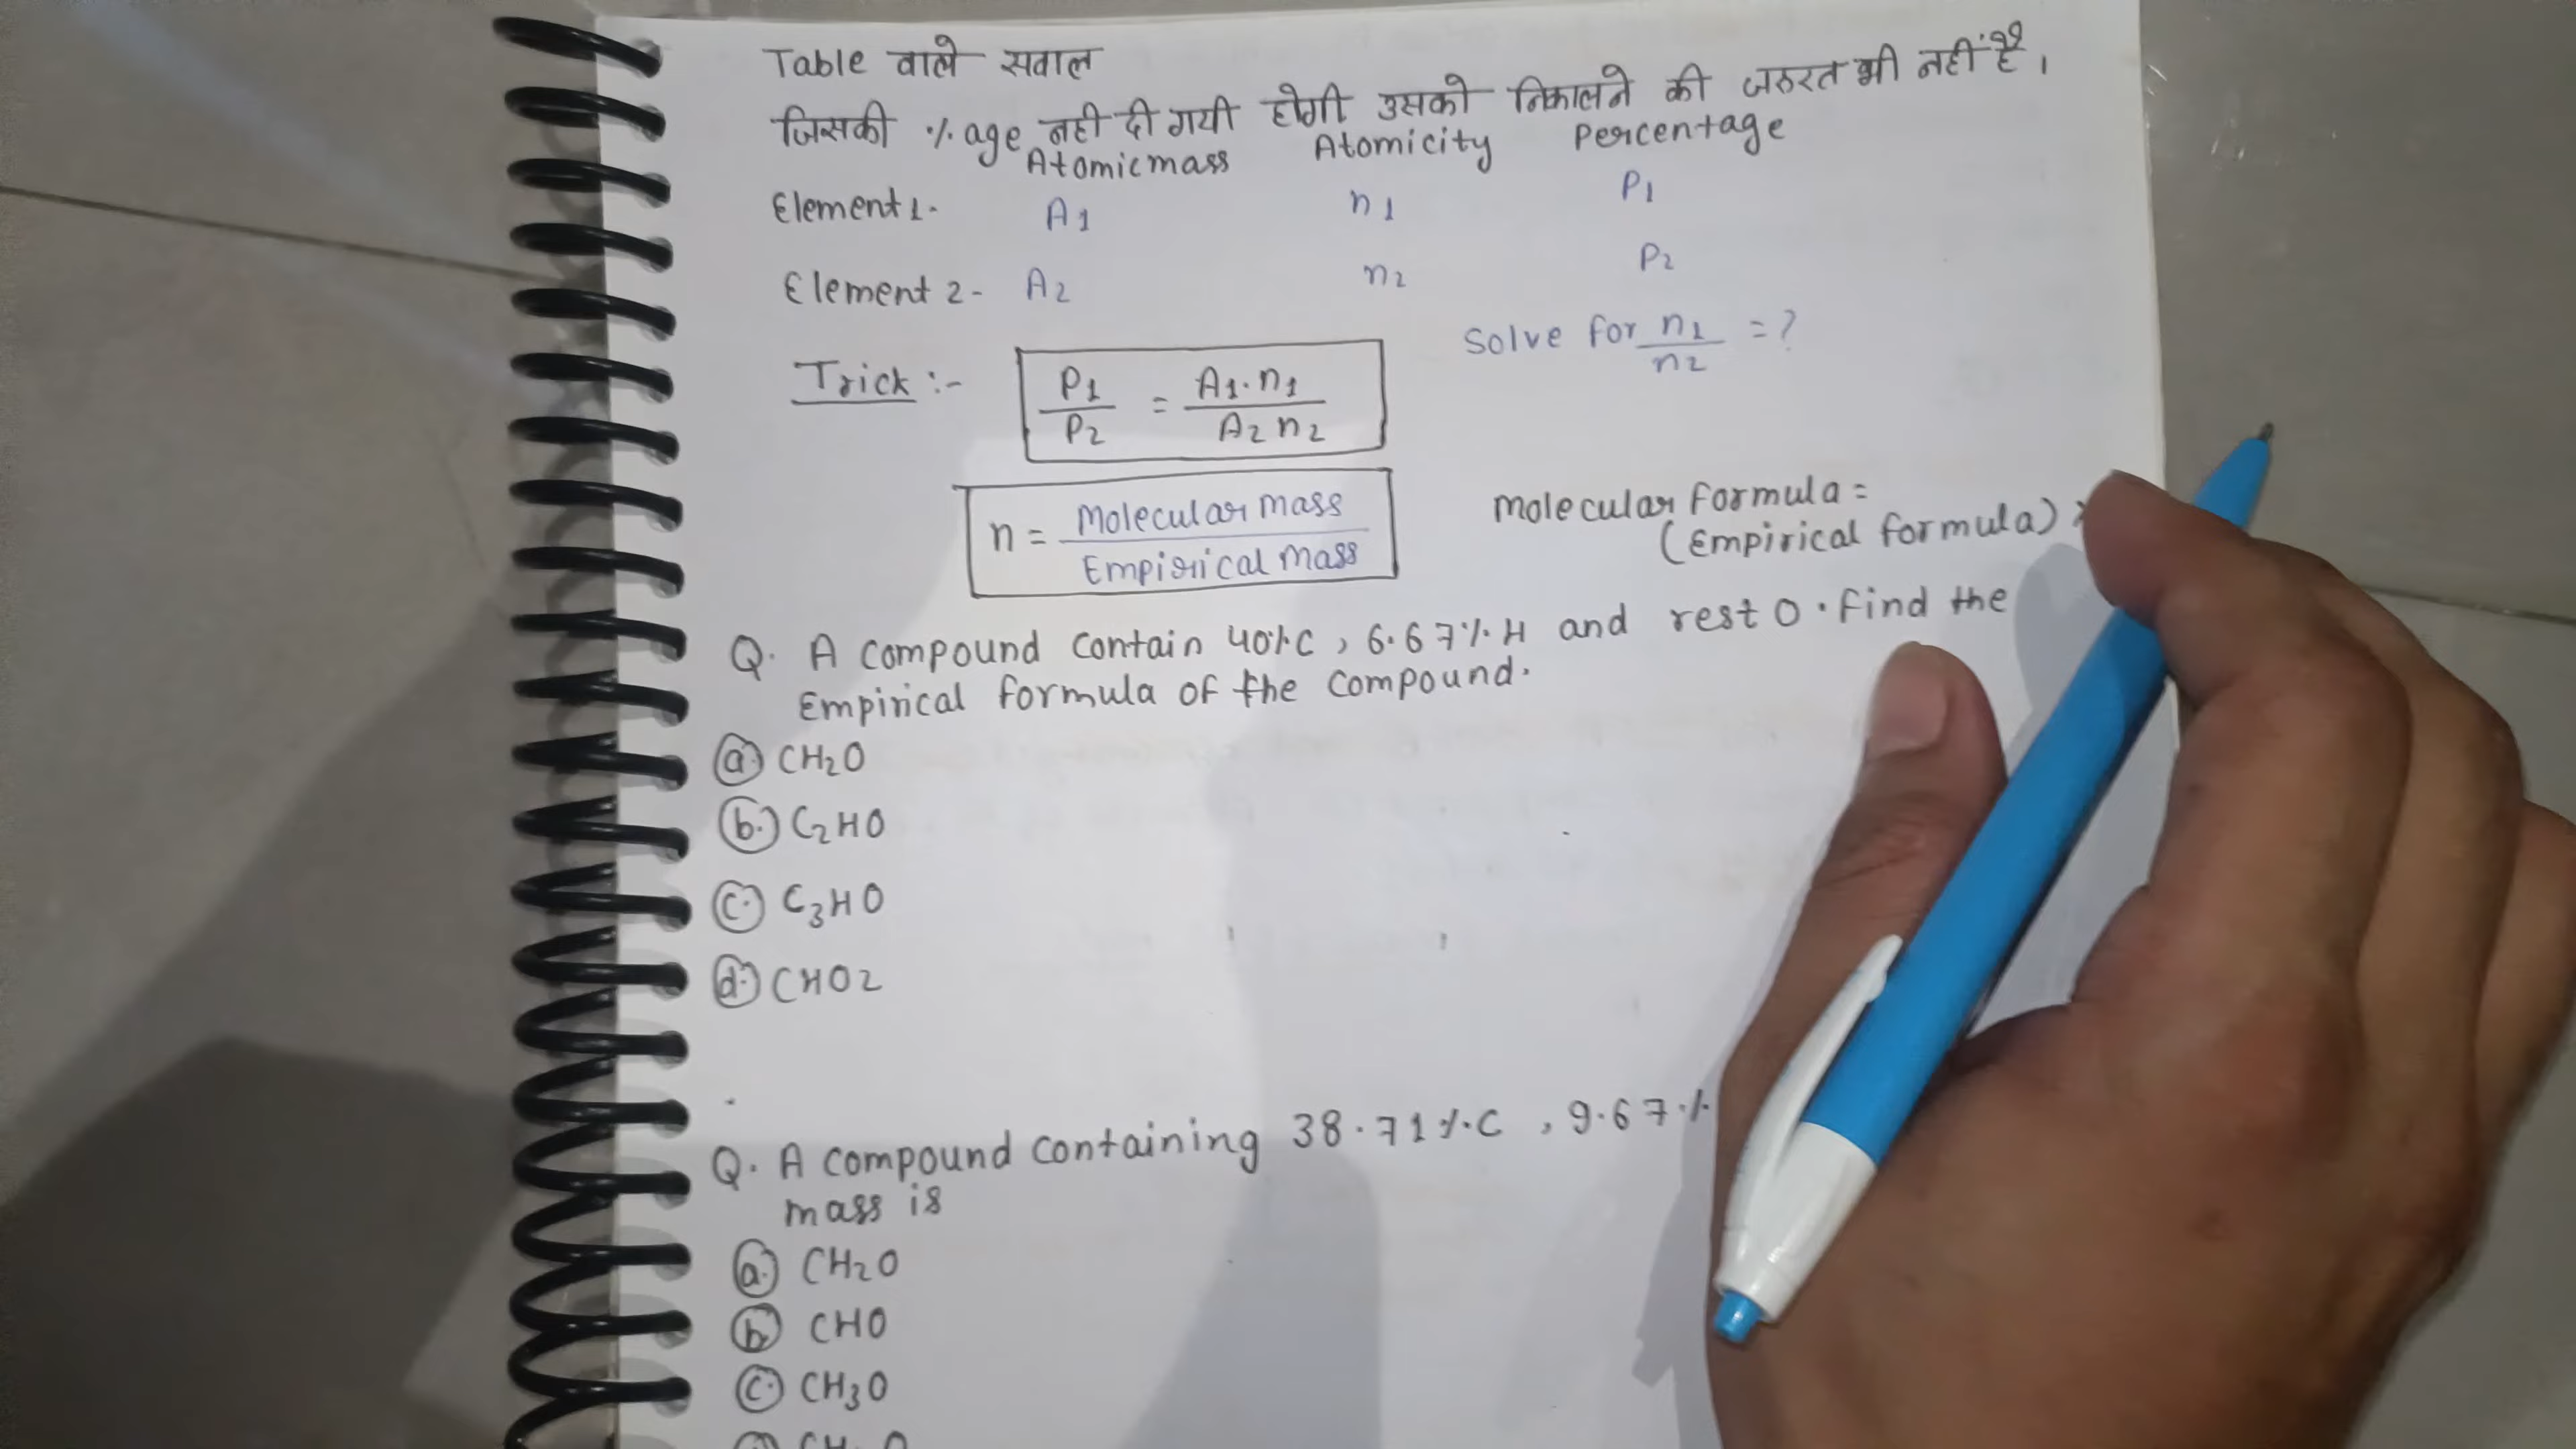 Table वाले सवाल
जिसकी %age नही दी गयी होगी उसको निकालने की जरुरत भी नहीं है।
Atomicmass Atomicity Percentage
Element 1- A1 n1 P1
Element 2- A2 n2 P2
Solve for n1/n2 = ?
Trick :- P1/P2 = A1.n1/A2 n2
n = Molecular mass/Empirical mass
Molecular formula =
(Empirical formula)
Q. A compound contain 40%C, 6.67% H and rest O. Find the
Empirical formula of the compound.
(a) CH2O
(b.) C2HO
(c.) C3HO
(d.) CHO2
Q. A compound containing 38.71%.C , 9.67%
mass is
(a.) CH2O
(b.) CHO
(c.) CH3O